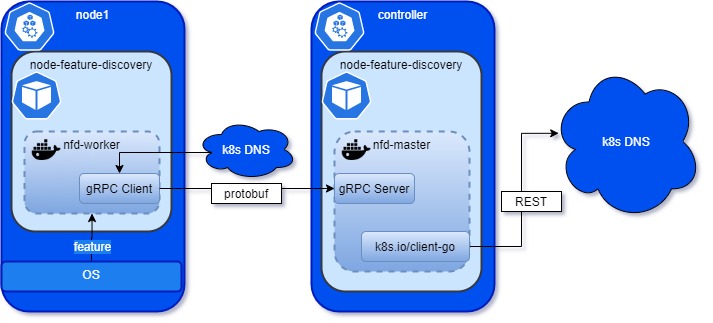 node1
node-feature-discovery
nfd-worker
gRPC Client
feature
OS
k8s DNS
protobuf
controller
node-feature-discovery
nfd-master
gRPC Server
k8s.io/client-go
REST
k8s DNS